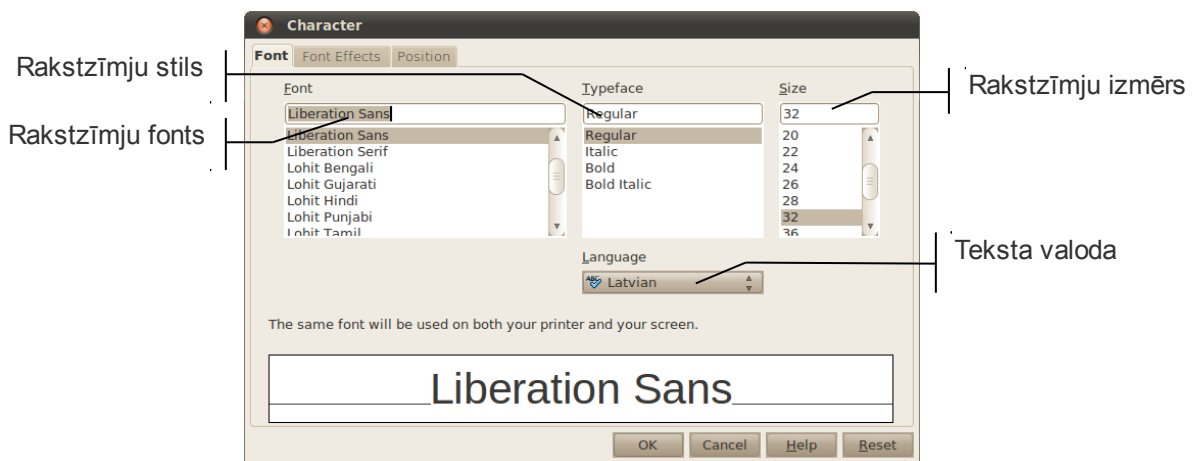 Character
Font Font Effects Position
Rakstzīmju stils
Rakstzīmju fonts
Font
Liberation Sans
Liberation Sans
Liberation Serif
Lohit Bengali
Lohit Gujarati
Lohit Hindi
Lohit Punjabi
Lohit Tamil
Typeface
Regular
Regular
Italic
Bold
Bold Italic
Size
32
20
22
24
26
28
32
36
Rakstzīmju izmērs
Language
ABC Latvian
Teksta valoda
The same font will be used on both your printer and your screen.
Liberation Sans
OK Cancel Help Reset